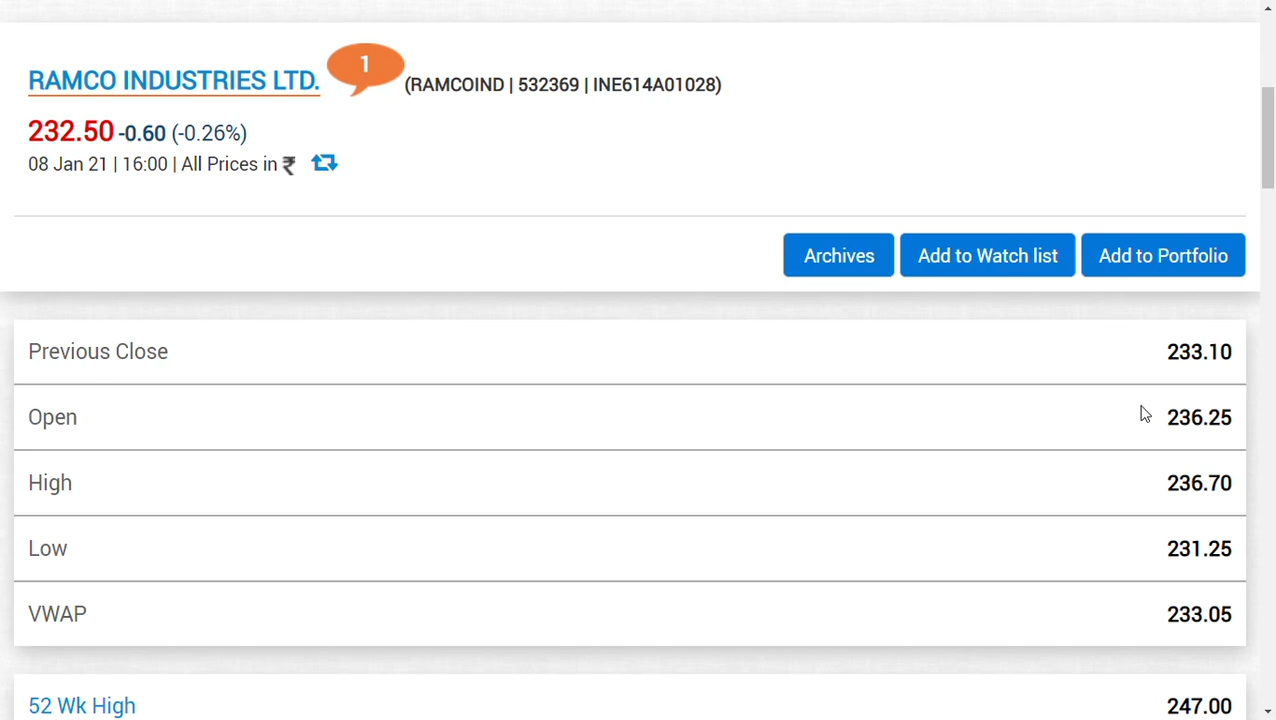 RAMCO INDUSTRIES LTD. 1 (RAMCOIND | 532369 | INE614A01028)
232.50 -0.60 (-0.26%)
08 Jan 21 | 16:00 | All Prices in ₹
Archives Add to Watch list Add to Portfolio
Previous Close 233.10
Open 236.25
High 236.70
Low 231.25
VWAP 233.05
52 Wk High 247.00